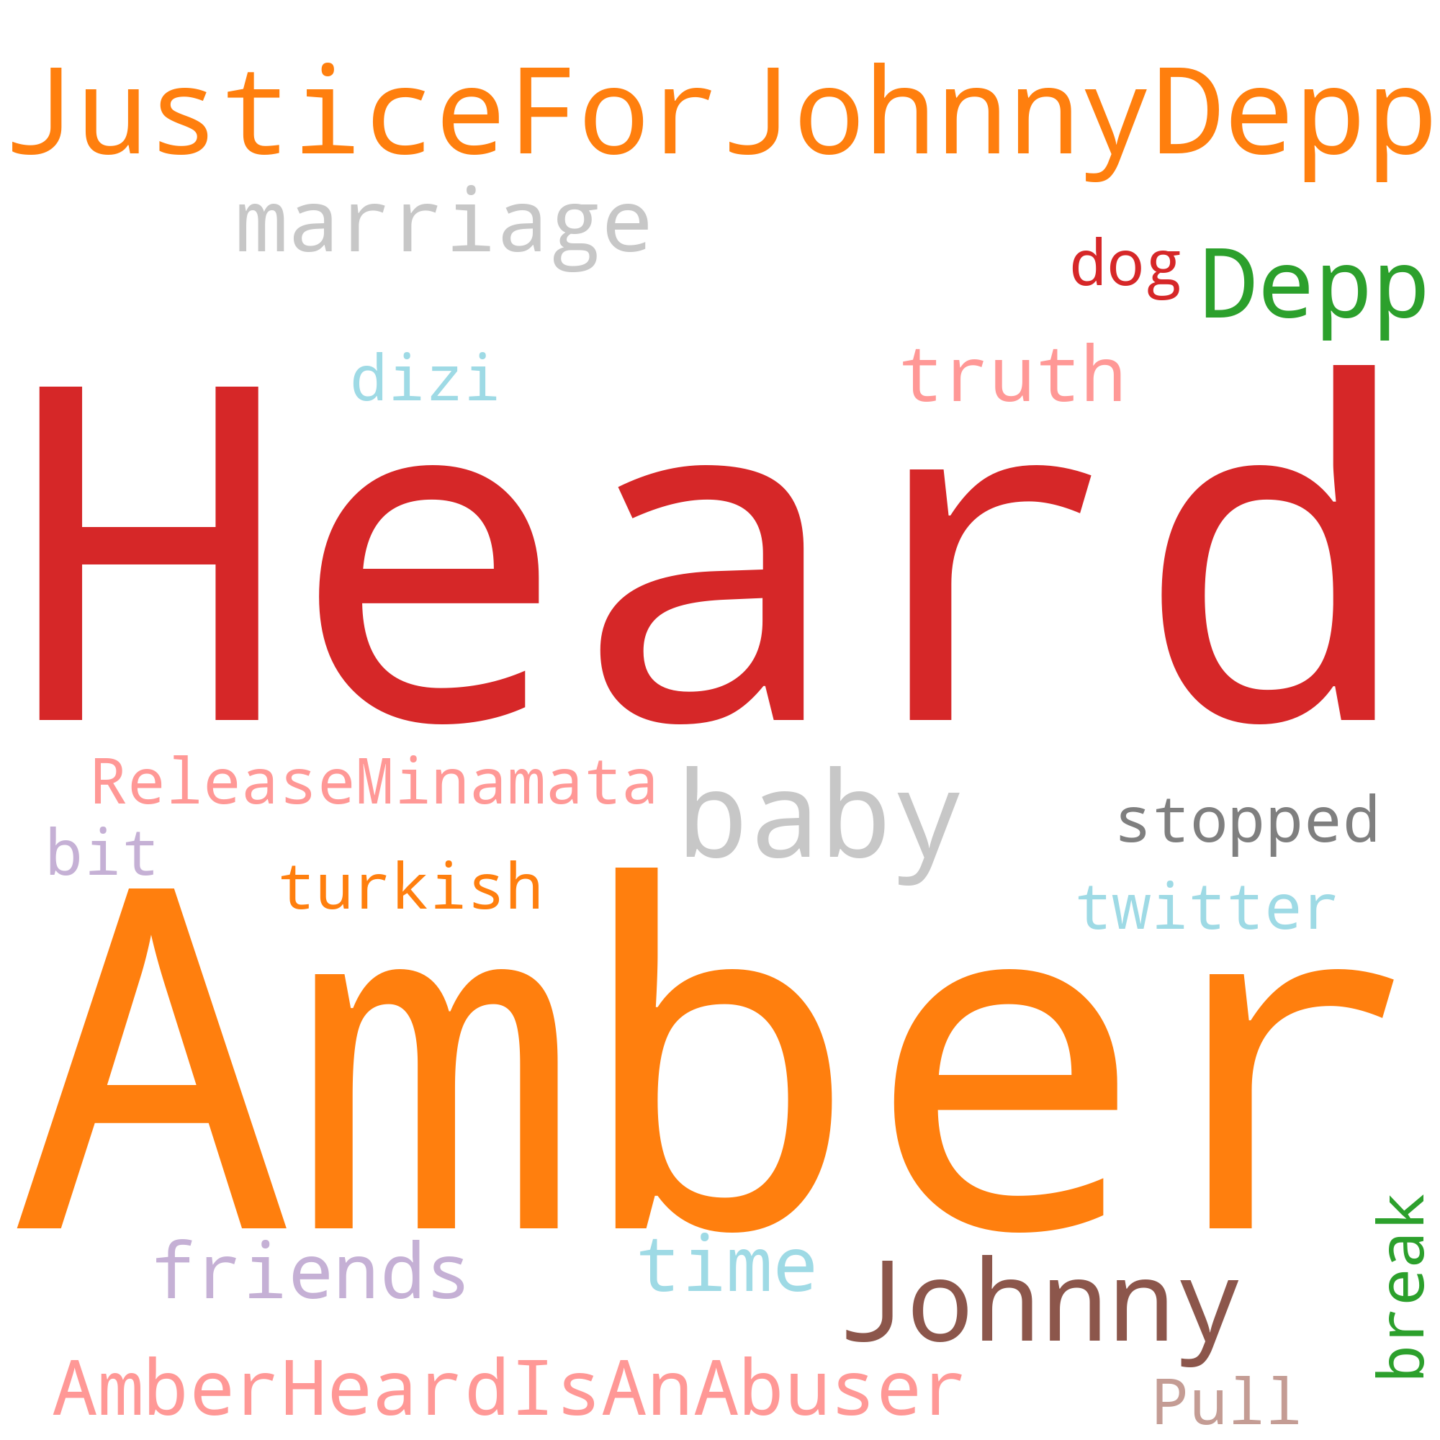 JusticeForJohnnyDepp
marriage
dog Depp
dizi truth
Heard
ReleaseMinamata baby stopped
bit turkish twitter
Amber
friends time Johnny break
AmberHeardIsAnAbuser Pull